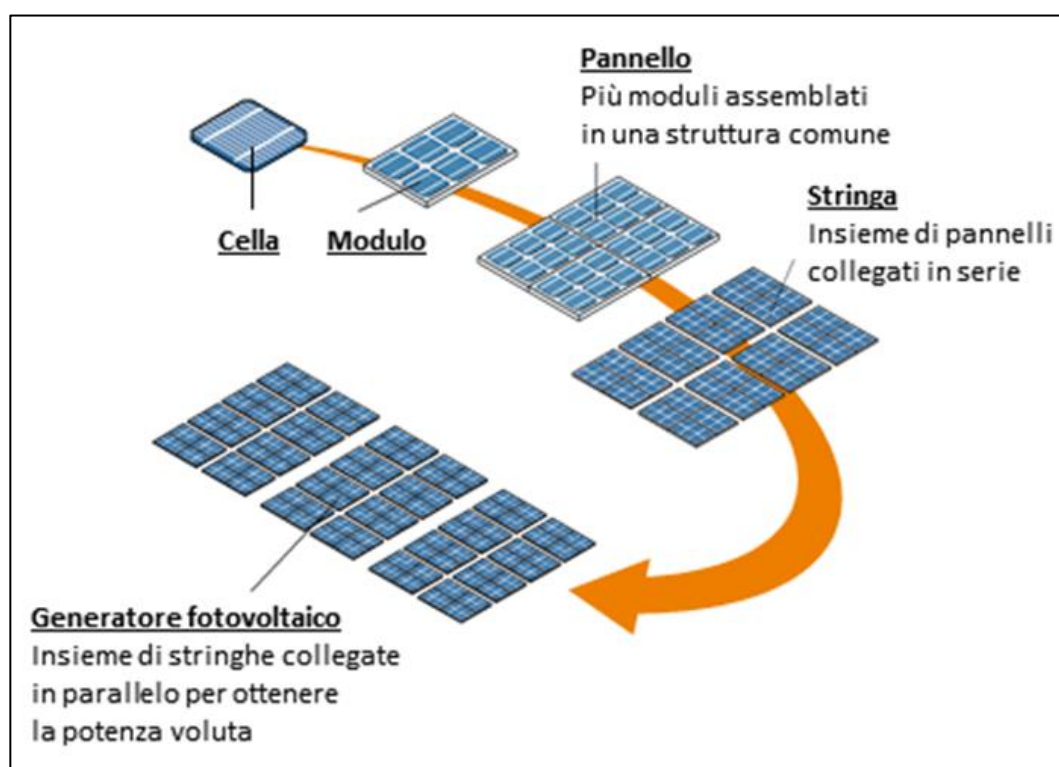 Pannello
Più moduli assemblati
in una struttura comune
Stringa
Insieme di pannelli
collegati in serie
Cella
Modulo
Generatore fotovoltaico
Insieme di stringhe collegate
in parallelo per ottenere
la potenza voluta